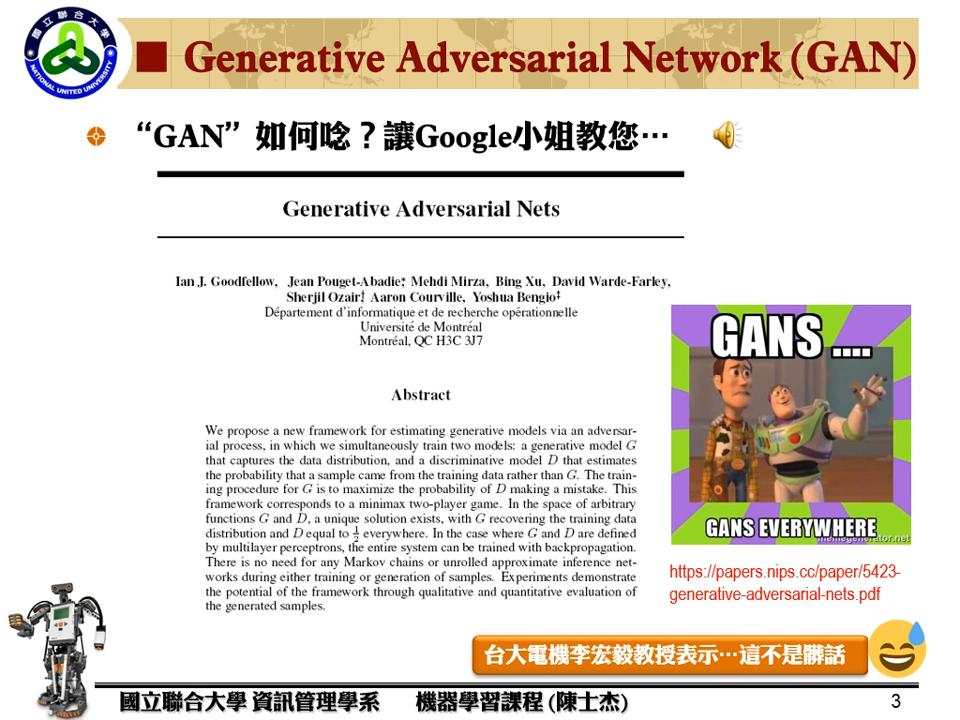 國立聯合大學
NATIONAL UNITED UNIVERSITY
Generative Adversarial Network (GAN)
“GAN”如何唸？讓Google小姐教您…
Generative Adversarial Nets
Ian J. Goodfellow, Jean Pouget-Abadie,* Mehdi Mirza, Bing Xu, David Warde-Farley,
Sherjil Ozair,† Aaron Courville, Yoshua Bengio‡
Département d'informatique et de recherche opérationnelle
Université de Montréal
Montréal, QC H3C 3J7
Abstract
We propose a new framework for estimating generative models via an adversar-
ial process, in which we simultaneously train two models: a generative model G
that captures the data distribution, and a discriminative model D that estimates
the probability that a sample came from the training data rather than G. The train-
ing procedure for G is to maximize the probability of D making a mistake. This
framework corresponds to a minimax two-player game. In the space of arbitrary
functions G and D, a unique solution exists, with G recovering the training data
distribution and D equal to 1/2 everywhere. In the case where G and D are defined
by multilayer perceptrons, the entire system can be trained with backpropagation.
There is no need for any Markov chains or unrolled approximate inference net-
works during either training or generation of samples. Experiments demonstrate
the potential of the framework through qualitative and quantitative evaluation of
the generated samples.
GANS ....
GANS EVERYWHERE
memegenerator.net
https://papers.nips.cc/paper/5423-
generative-adversarial-nets.pdf
台大電機李宏毅教授表示…這不是髒話
國立聯合大學 資訊管理學系 機器學習課程 (陳士杰)
3